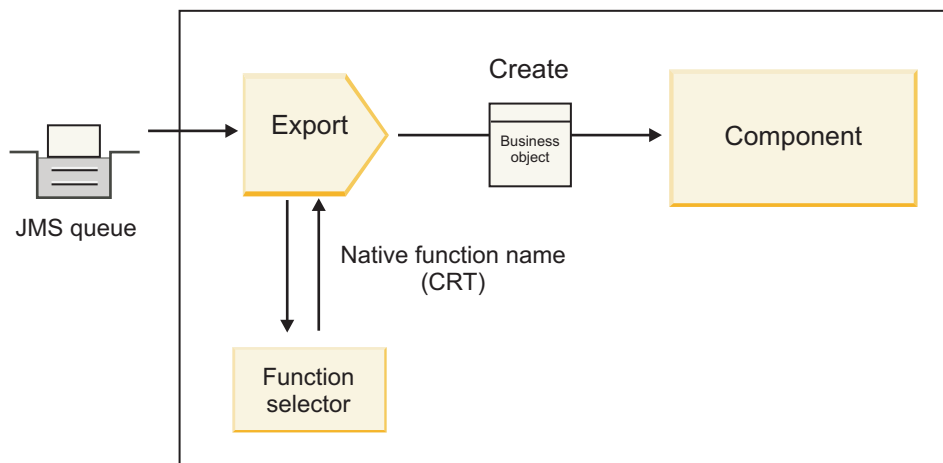 Create
Export
Business
object
Component
JMS queue
Native function name
(CRT)
Function
selector